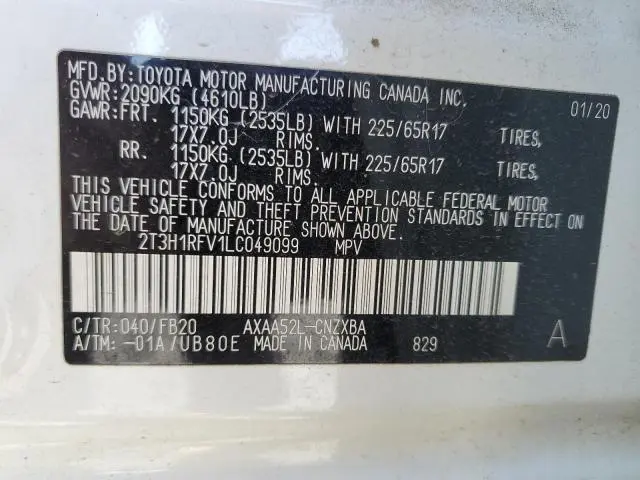 MFD.BY:TOYOTA MOTOR MANUFACTURING CANADA INC.
GVWR:2090KG (4610LB) 01/20
GAWR:FRT. 1150KG (2535LB) WITH 225/65R17 TIRES,
17X7.0J RIMS.
RR. 1150KG (2535LB) WITH 225/65R17 TIRES,
17X7.0J RIMS.
THIS VEHICLE CONFORMS TO ALL APPLICABLE FEDERAL MOTOR
VEHICLE SAFETY AND THEFT PREVENTION STANDARDS IN EFFECT ON
THE DATE OF MANUFACTURE SHOWN ABOVE.
2T3H1RFV1LC049099 MPV
C/TR:040/FB20 AXAA52L-CNZXBA A
A/TM:-01A/UB80E MADE IN CANADA 829